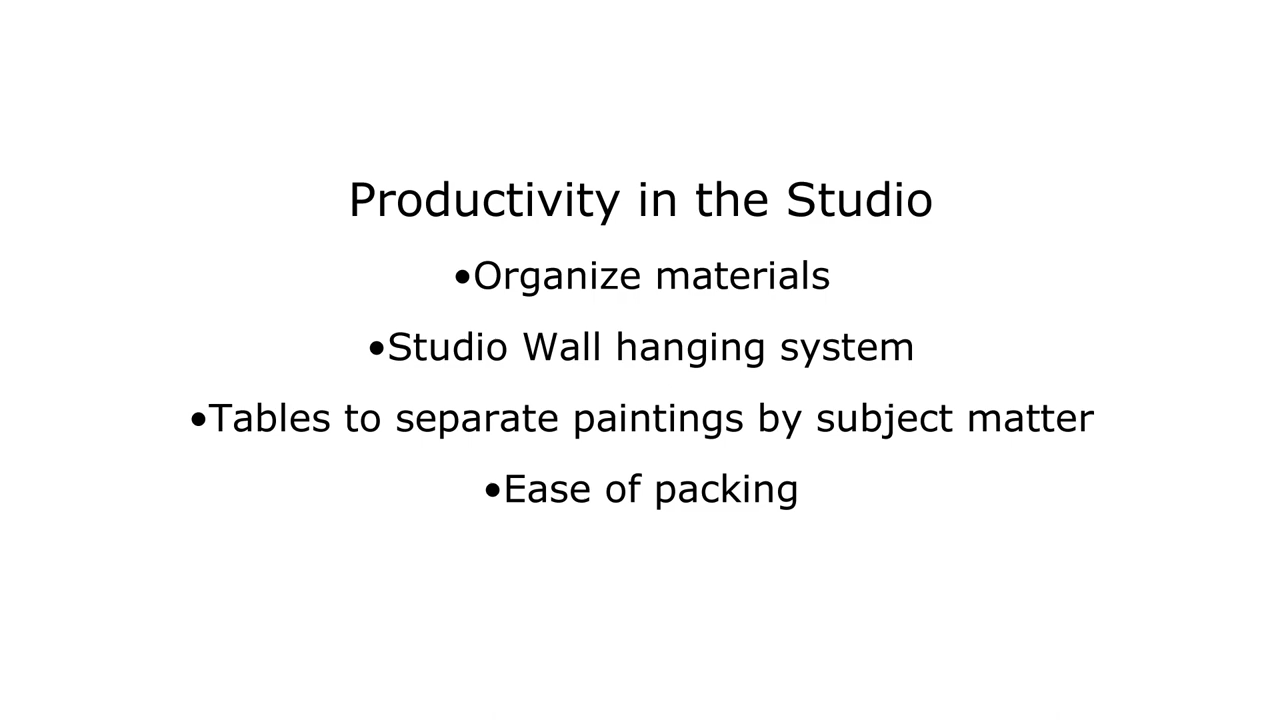 Productivity in the Studio
•Organize materials
•Studio Wall hanging system
•Tables to separate paintings by subject matter
•Ease of packing